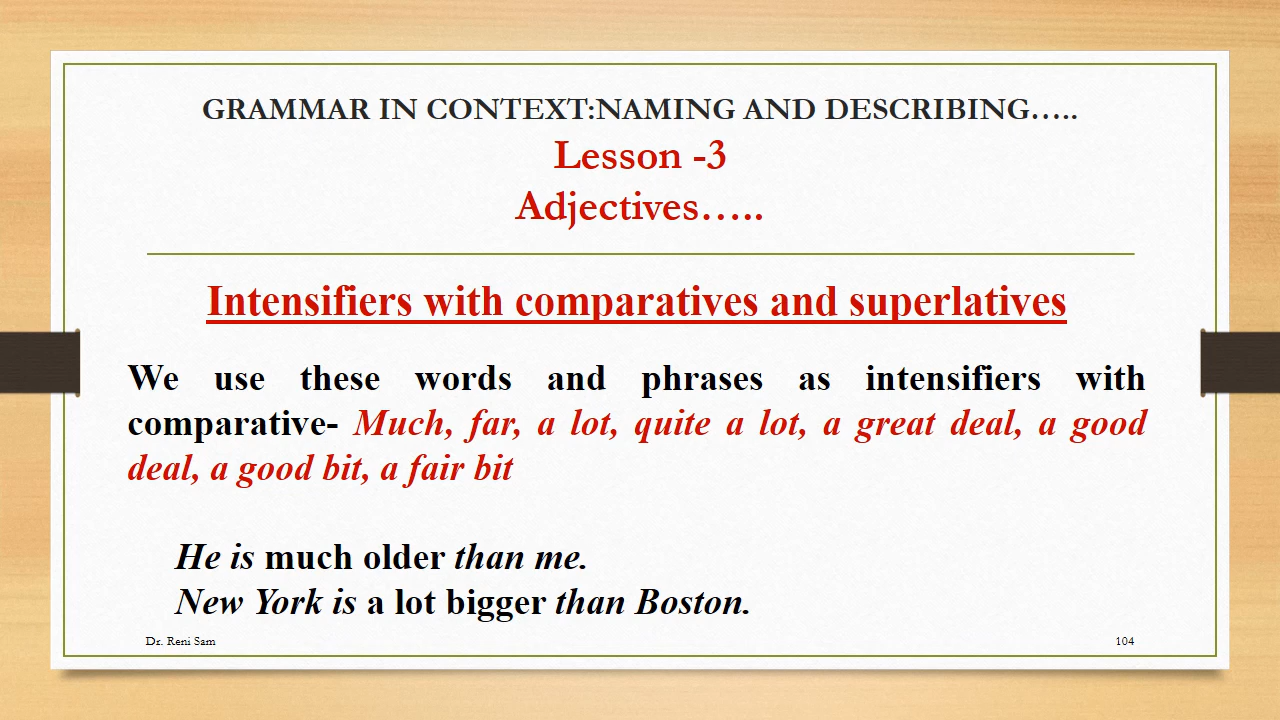 GRAMMAR IN CONTEXT:NAMING AND DESCRIBING.....
Lesson -3
Adjectives.....
Intensifiers with comparatives and superlatives
We use these words and phrases as intensifiers with
comparative- Much, far, a lot, quite a lot, a great deal, a good
deal, a good bit, a fair bit
He is much older than me.
New York is a lot bigger than Boston.
Dr. Reni Sam
104